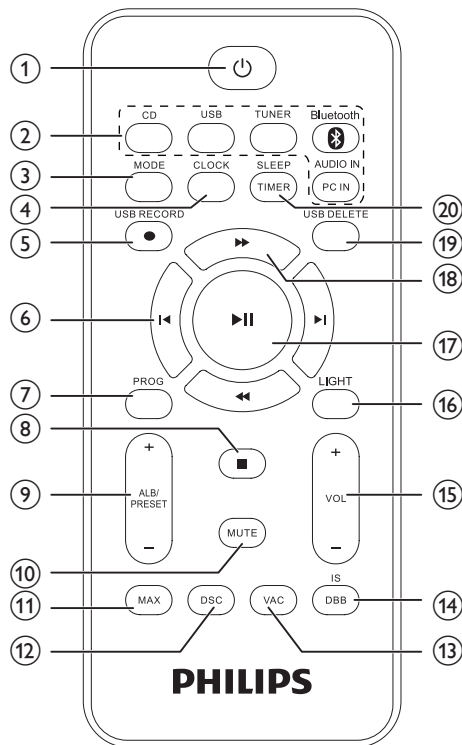 ①
②
CD USB TUNER Bluetooth
③
MODE CLOCK SLEEP AUDIO IN
TIMER PC IN
④
⑳
USB RECORD USB DELETE
⑤
⑲
⑱
⑥
⑰
⑦
PROG LIGHT
⑯
⑧
+ +
⑨
ALB/
PRESET
VOL
⑮
− −
MUTE
⑩
IS
⑪
MAX DSC VAC DBB
⑭
⑫
⑬
PHILIPS